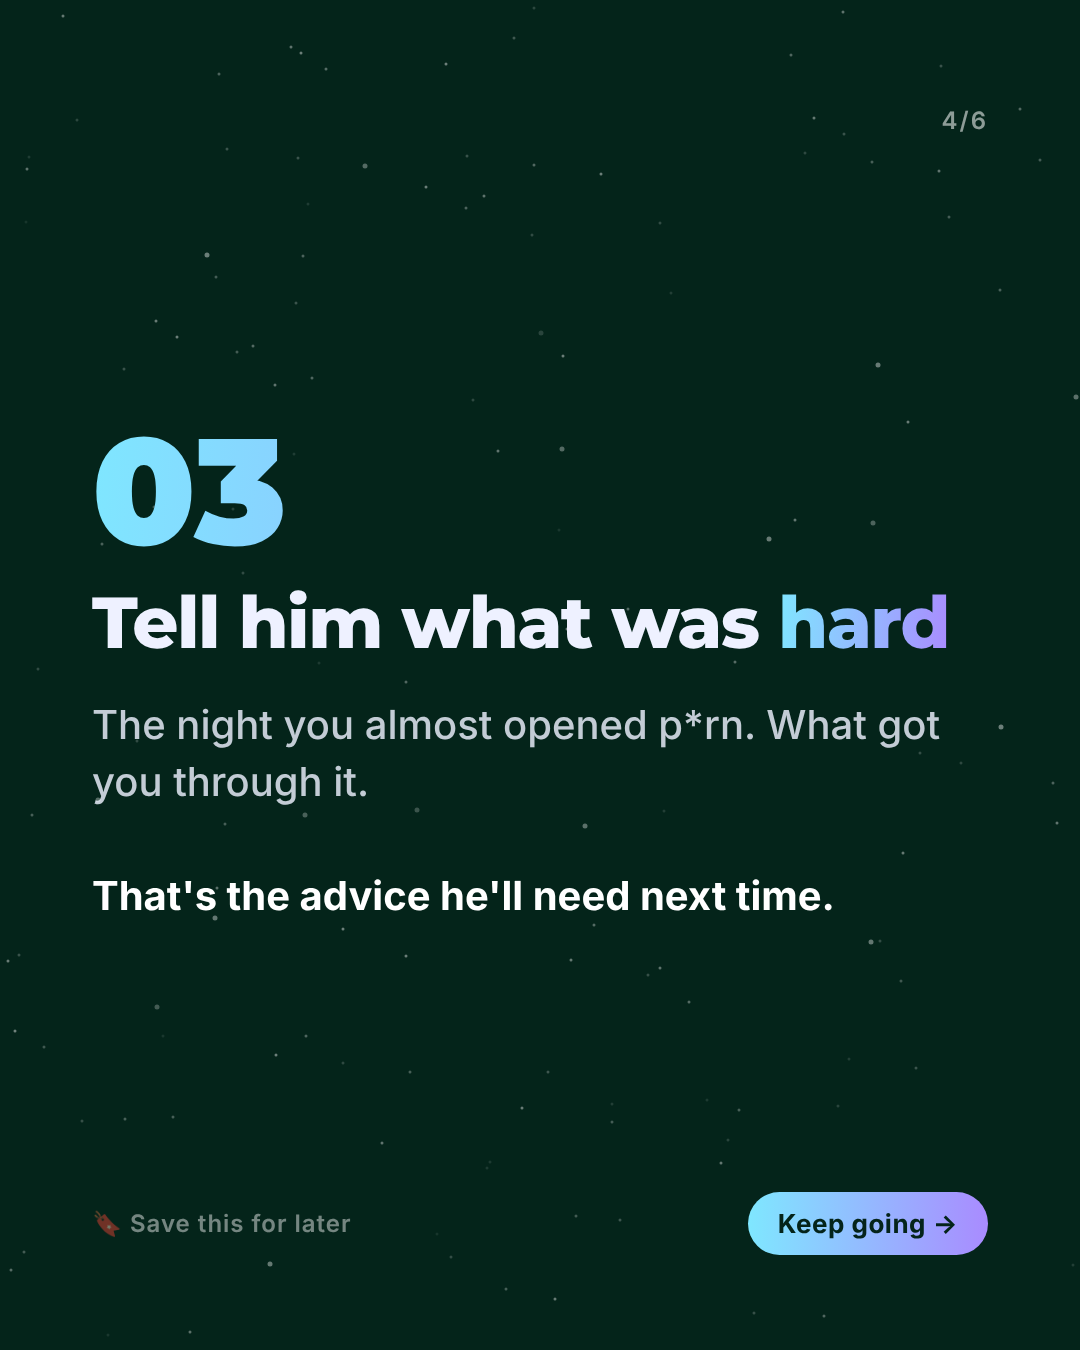 4/6
03
Tell him what was hard
The night you almost opened p*rn. What got
you through it.
That's the advice he'll need next time.
🔖 Save this for later
Keep going →